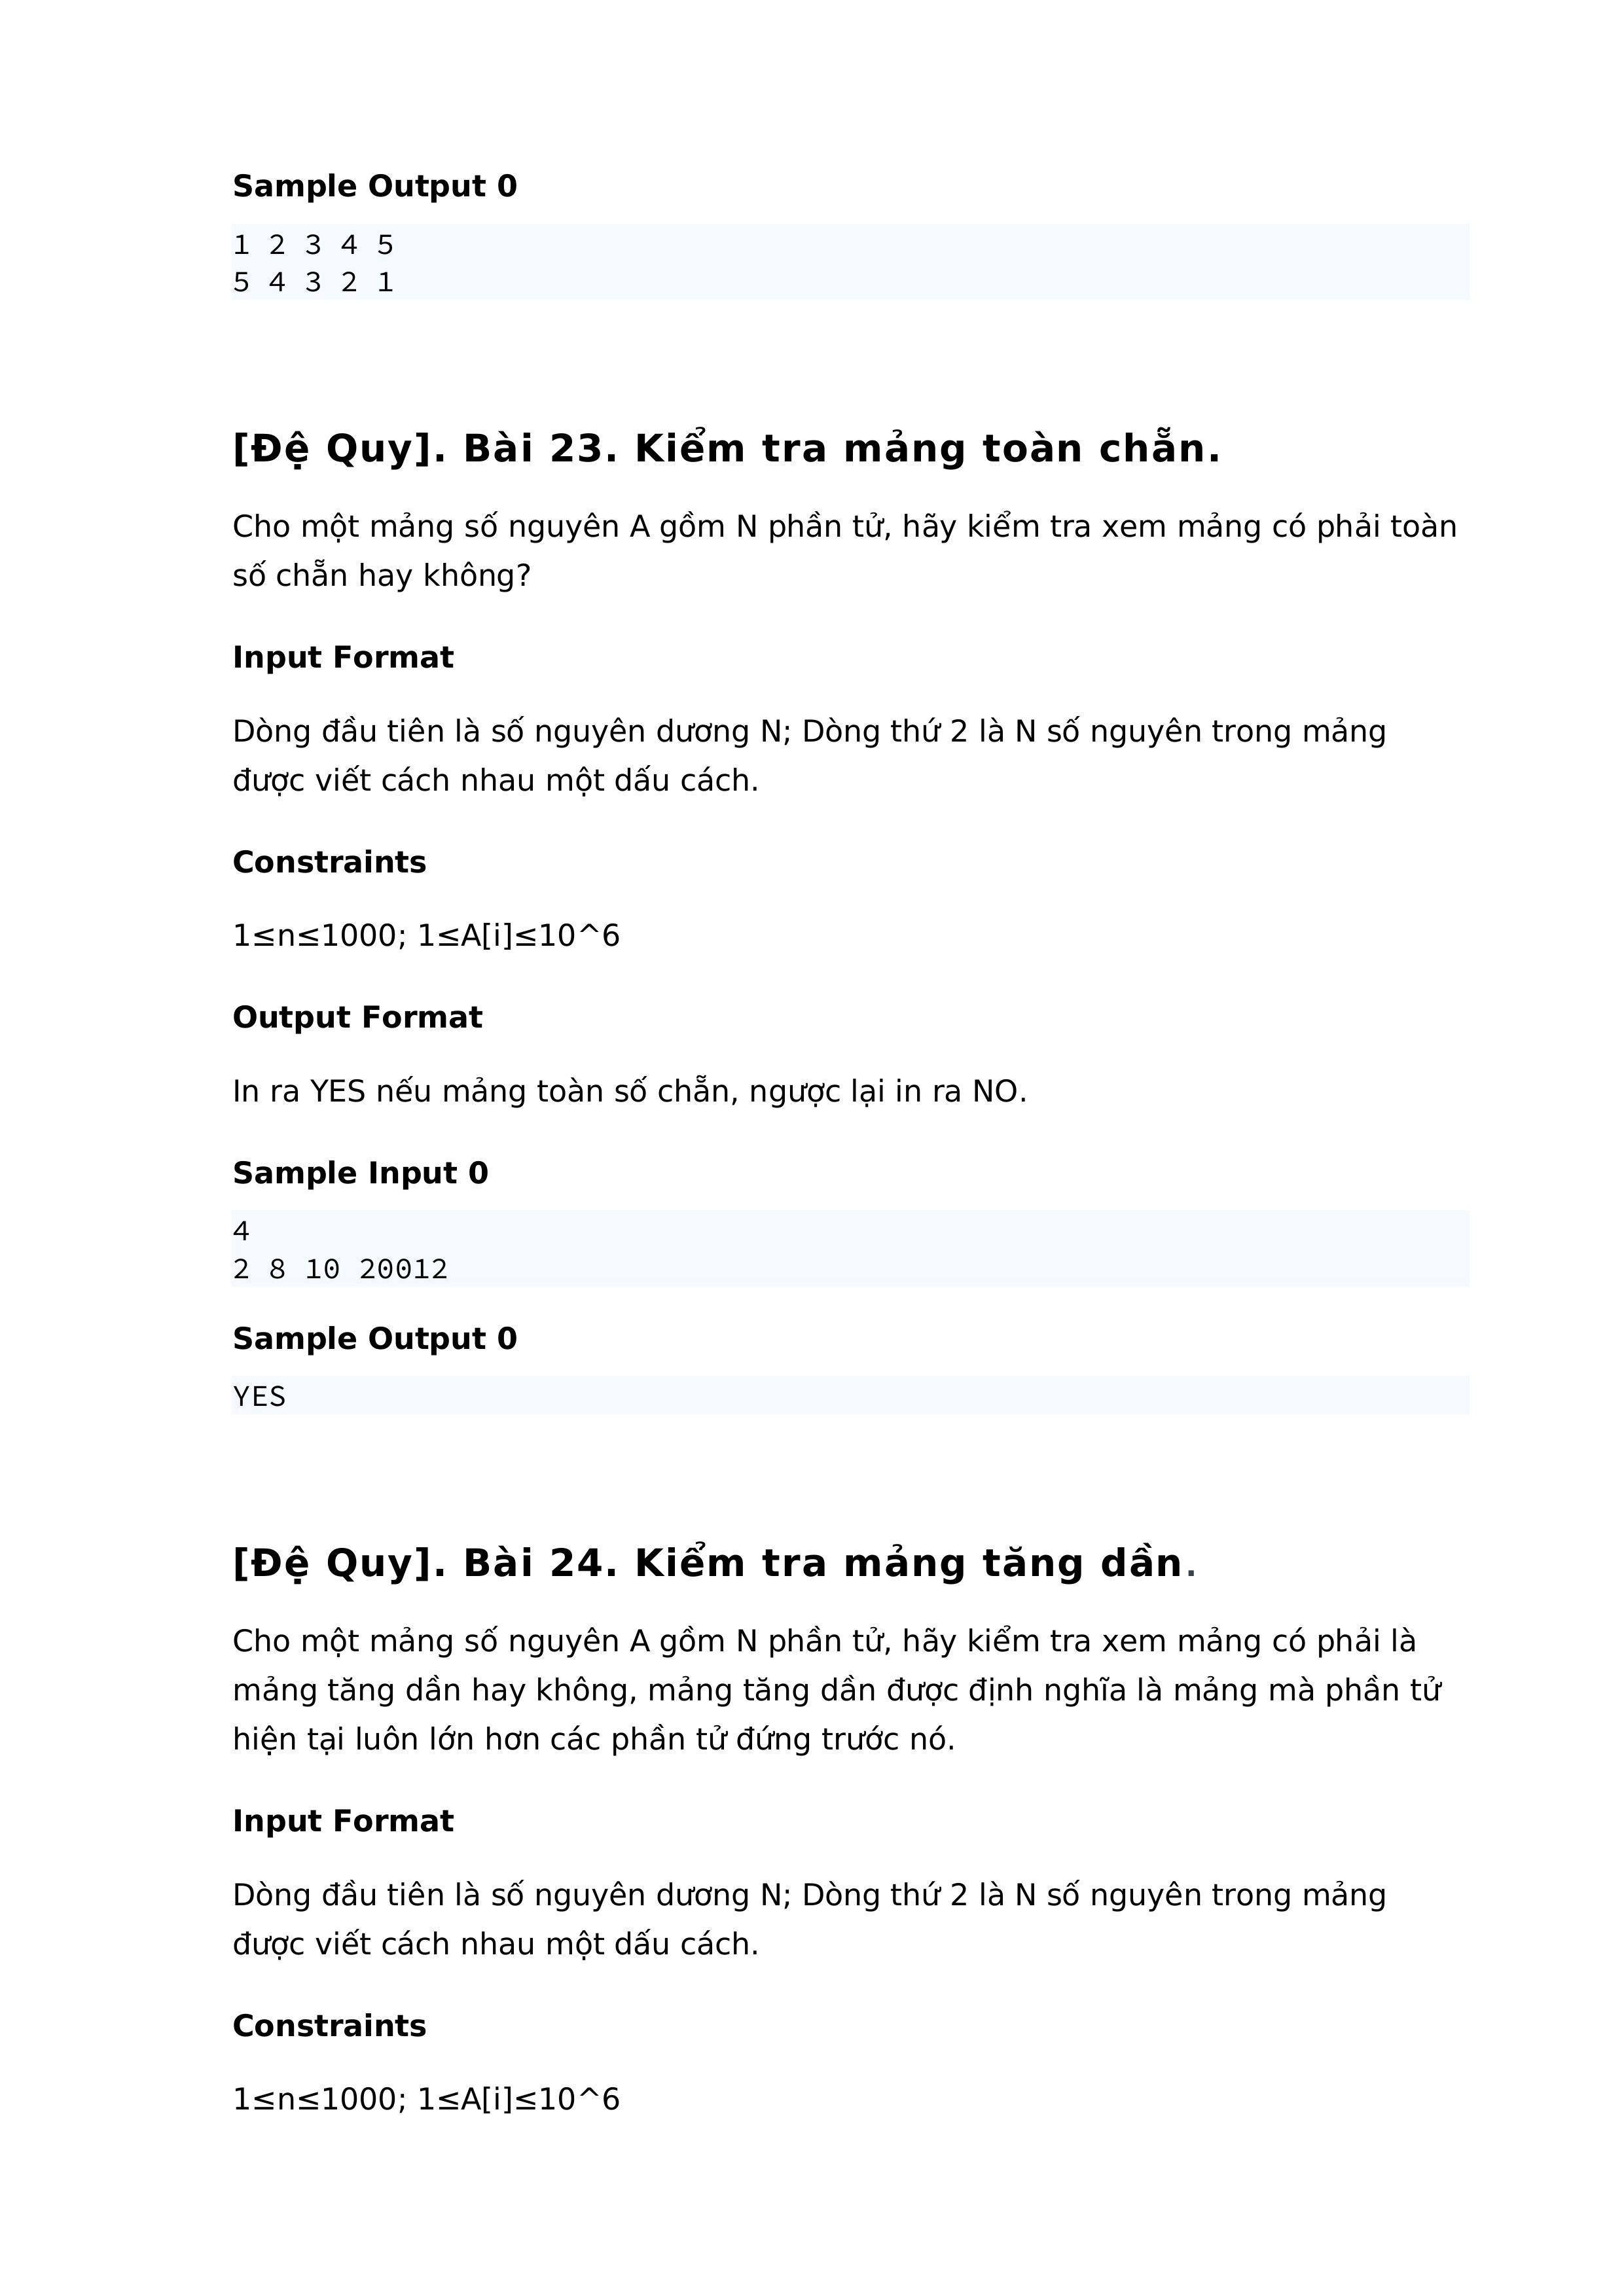 Sample Output 0
1 2 3 4 5
5 4 3 2 1
[Đệ Quy]. Bài 23. Kiểm tra mảng toàn chẵn.
Cho một mảng số nguyên A gồm N phần tử, hãy kiểm tra xem mảng có phải toàn
số chẵn hay không?
Input Format
Dòng đầu tiên là số nguyên dương N; Dòng thứ 2 là N số nguyên trong mảng
được viết cách nhau một dấu cách.
Constraints
1≤n≤1000; 1≤A[i]≤10^6
Output Format
In ra YES nếu mảng toàn số chẵn, ngược lại in ra NO.
Sample Input 0
4
2 8 10 20012
Sample Output 0
YES
[Đệ Quy]. Bài 24. Kiểm tra mảng tăng dần.
Cho một mảng số nguyên A gồm N phần tử, hãy kiểm tra xem mảng có phải là
mảng tăng dần hay không, mảng tăng dần được định nghĩa là mảng mà phần tử
hiện tại luôn lớn hơn các phần tử đứng trước nó.
Input Format
Dòng đầu tiên là số nguyên dương N; Dòng thứ 2 là N số nguyên trong mảng
được viết cách nhau một dấu cách.
Constraints
1≤n≤1000; 1≤A[i]≤10^6